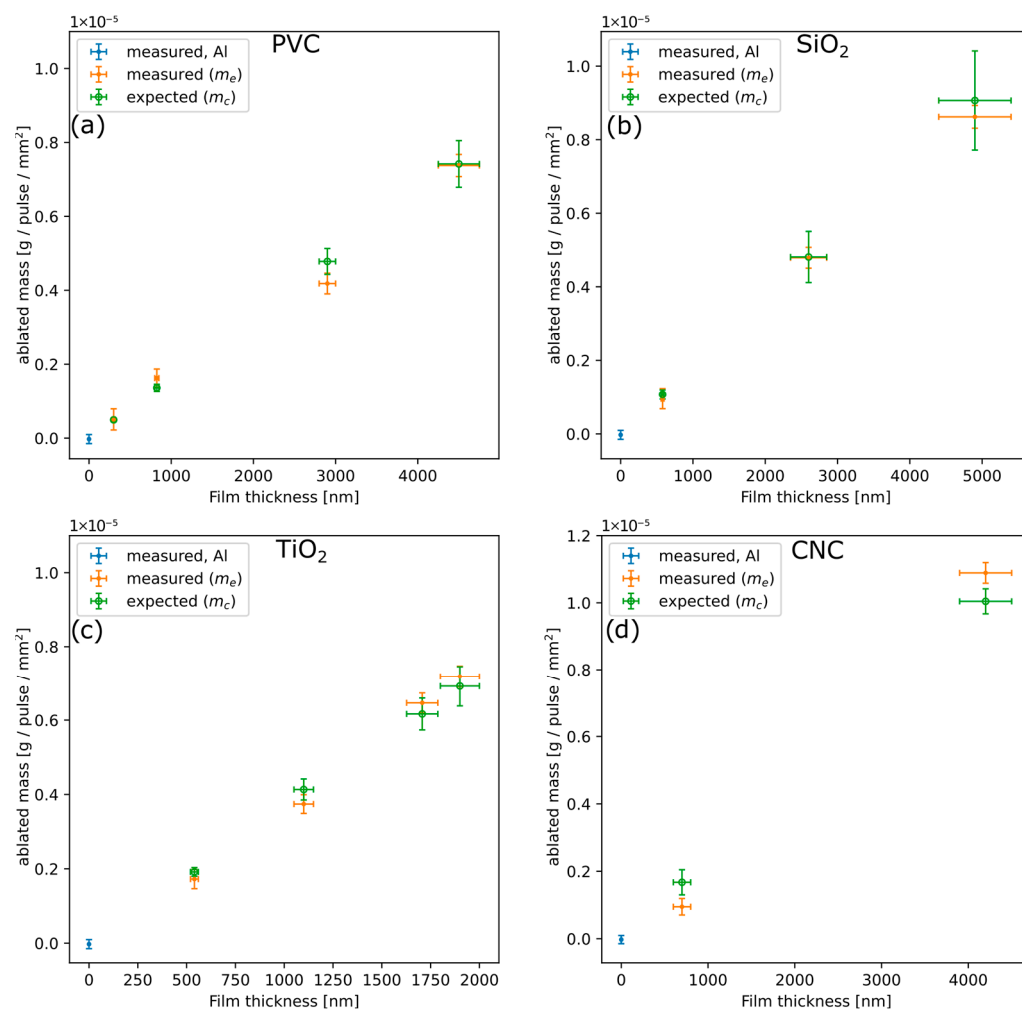 1×10⁻⁵
PVC
measured, Al
measured (mₑ)
expected (m_c)
(a)
1.0
0.8
0.6
0.4
0.2
0.0
ablated mass [g / pulse / mm²]
0 1000 2000 3000 4000
Film thickness [nm]
SiO₂
measured, Al
measured (mₑ)
expected (m_c)
(b)
1.0
0.8
0.6
0.4
0.2
0.0
ablated mass [g / pulse / mm²]
0 1000 2000 3000 4000 5000
Film thickness [nm]
1×10⁻⁵
1×10⁻⁵
TiO₂
measured, Al
measured (mₑ)
expected (m_c)
(c)
1.0
0.8
0.6
0.4
0.2
0.0
ablated mass [g / pulse / mm²]
0 250 500 750 1000 1250 1500 1750 2000
Film thickness [nm]
1×10⁻⁵
CNC
measured, Al
measured (mₑ)
expected (m_c)
(d)
1.2
1.0
0.8
0.6
0.4
0.2
0.0
ablated mass [g / pulse / mm²]
0 1000 2000 3000 4000
Film thickness [nm]